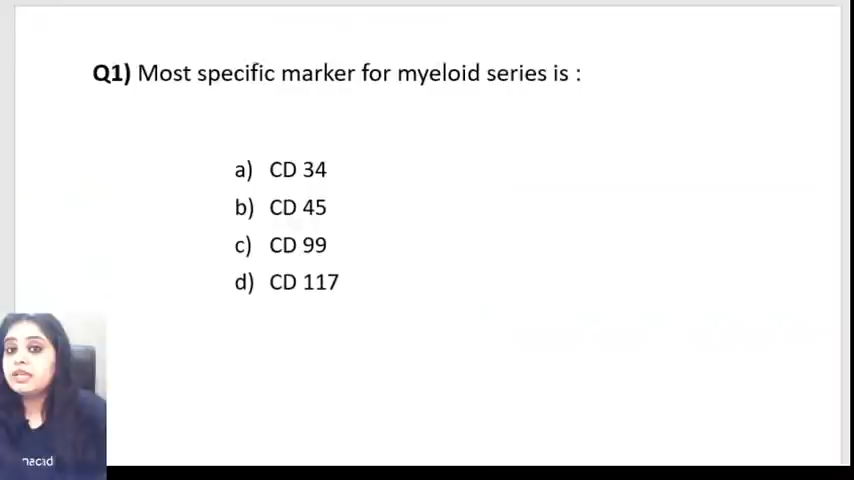 Q1) Most specific marker for myeloid series is :
a) CD 34
b) CD 45
c) CD 99
d) CD 117